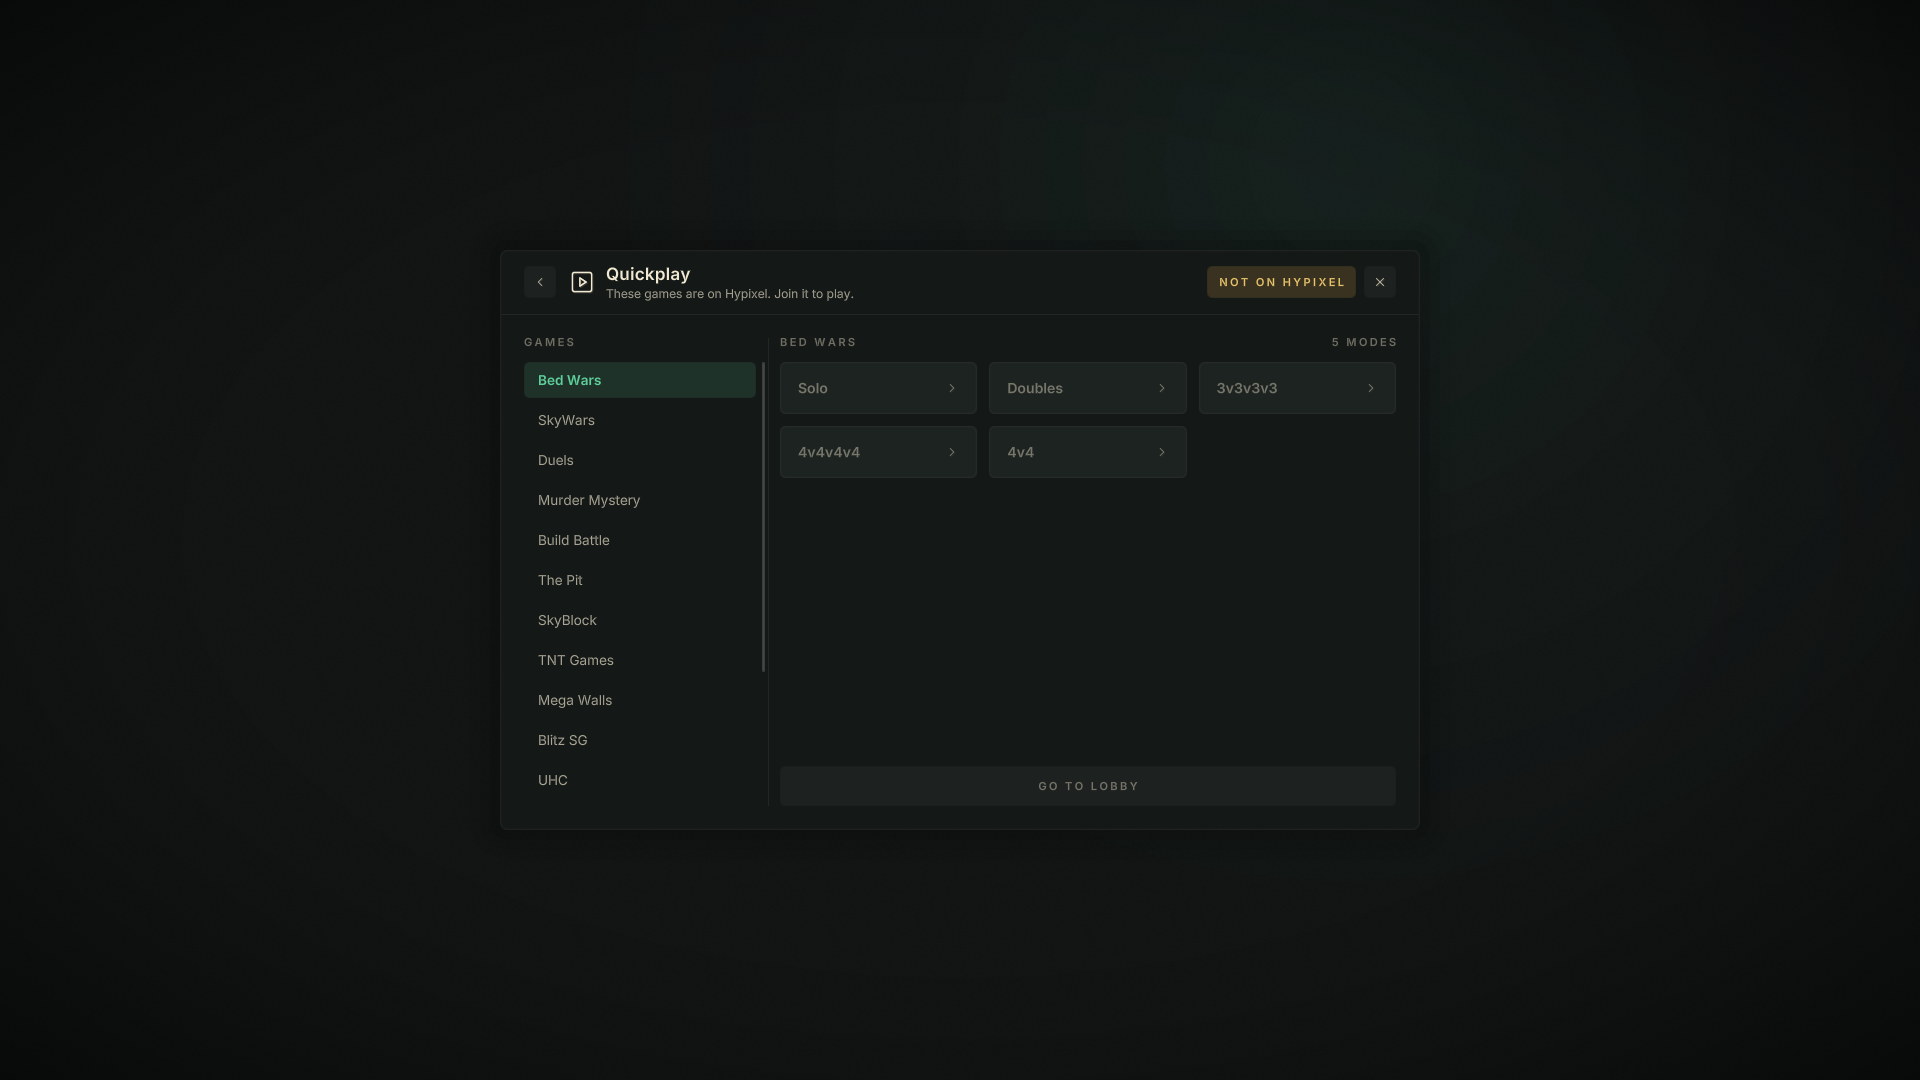 Quickplay
These games are on Hypixel. Join it to play.
NOT ON HYPIXEL
GAMES
Bed Wars
SkyWars
Duels
Murder Mystery
Build Battle
The Pit
SkyBlock
TNT Games
Mega Walls
Blitz SG
UHC
BED WARS
5 MODES
Solo
Doubles
3v3v3v3
4v4v4v4
4v4
GO TO LOBBY